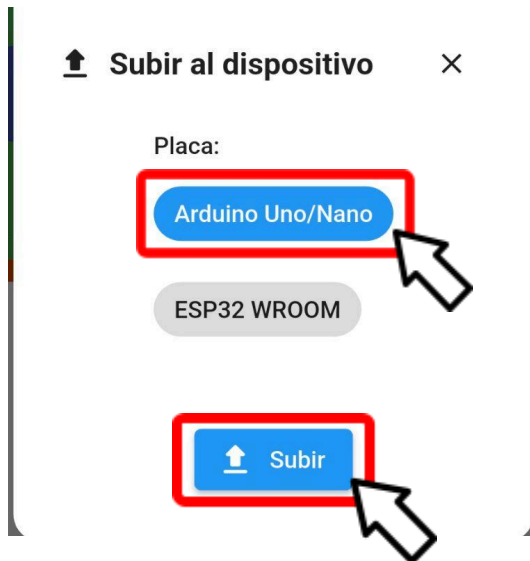 Subir al dispositivo
Placa:
Arduino Uno/Nano
ESP32 WROOM
Subir